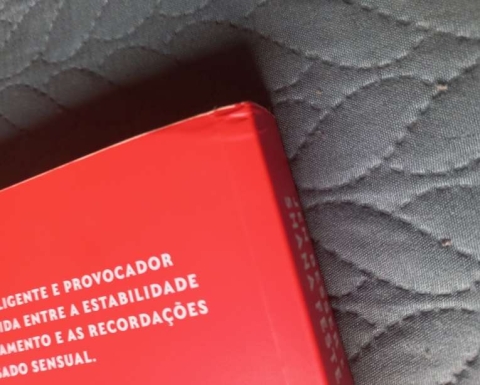 LIGENTE E PROVOCADOR
IDA ENTRE A ESTABILIDADE
AMENTO E AS RECORDAÇÕES
SADO SENSUAL.